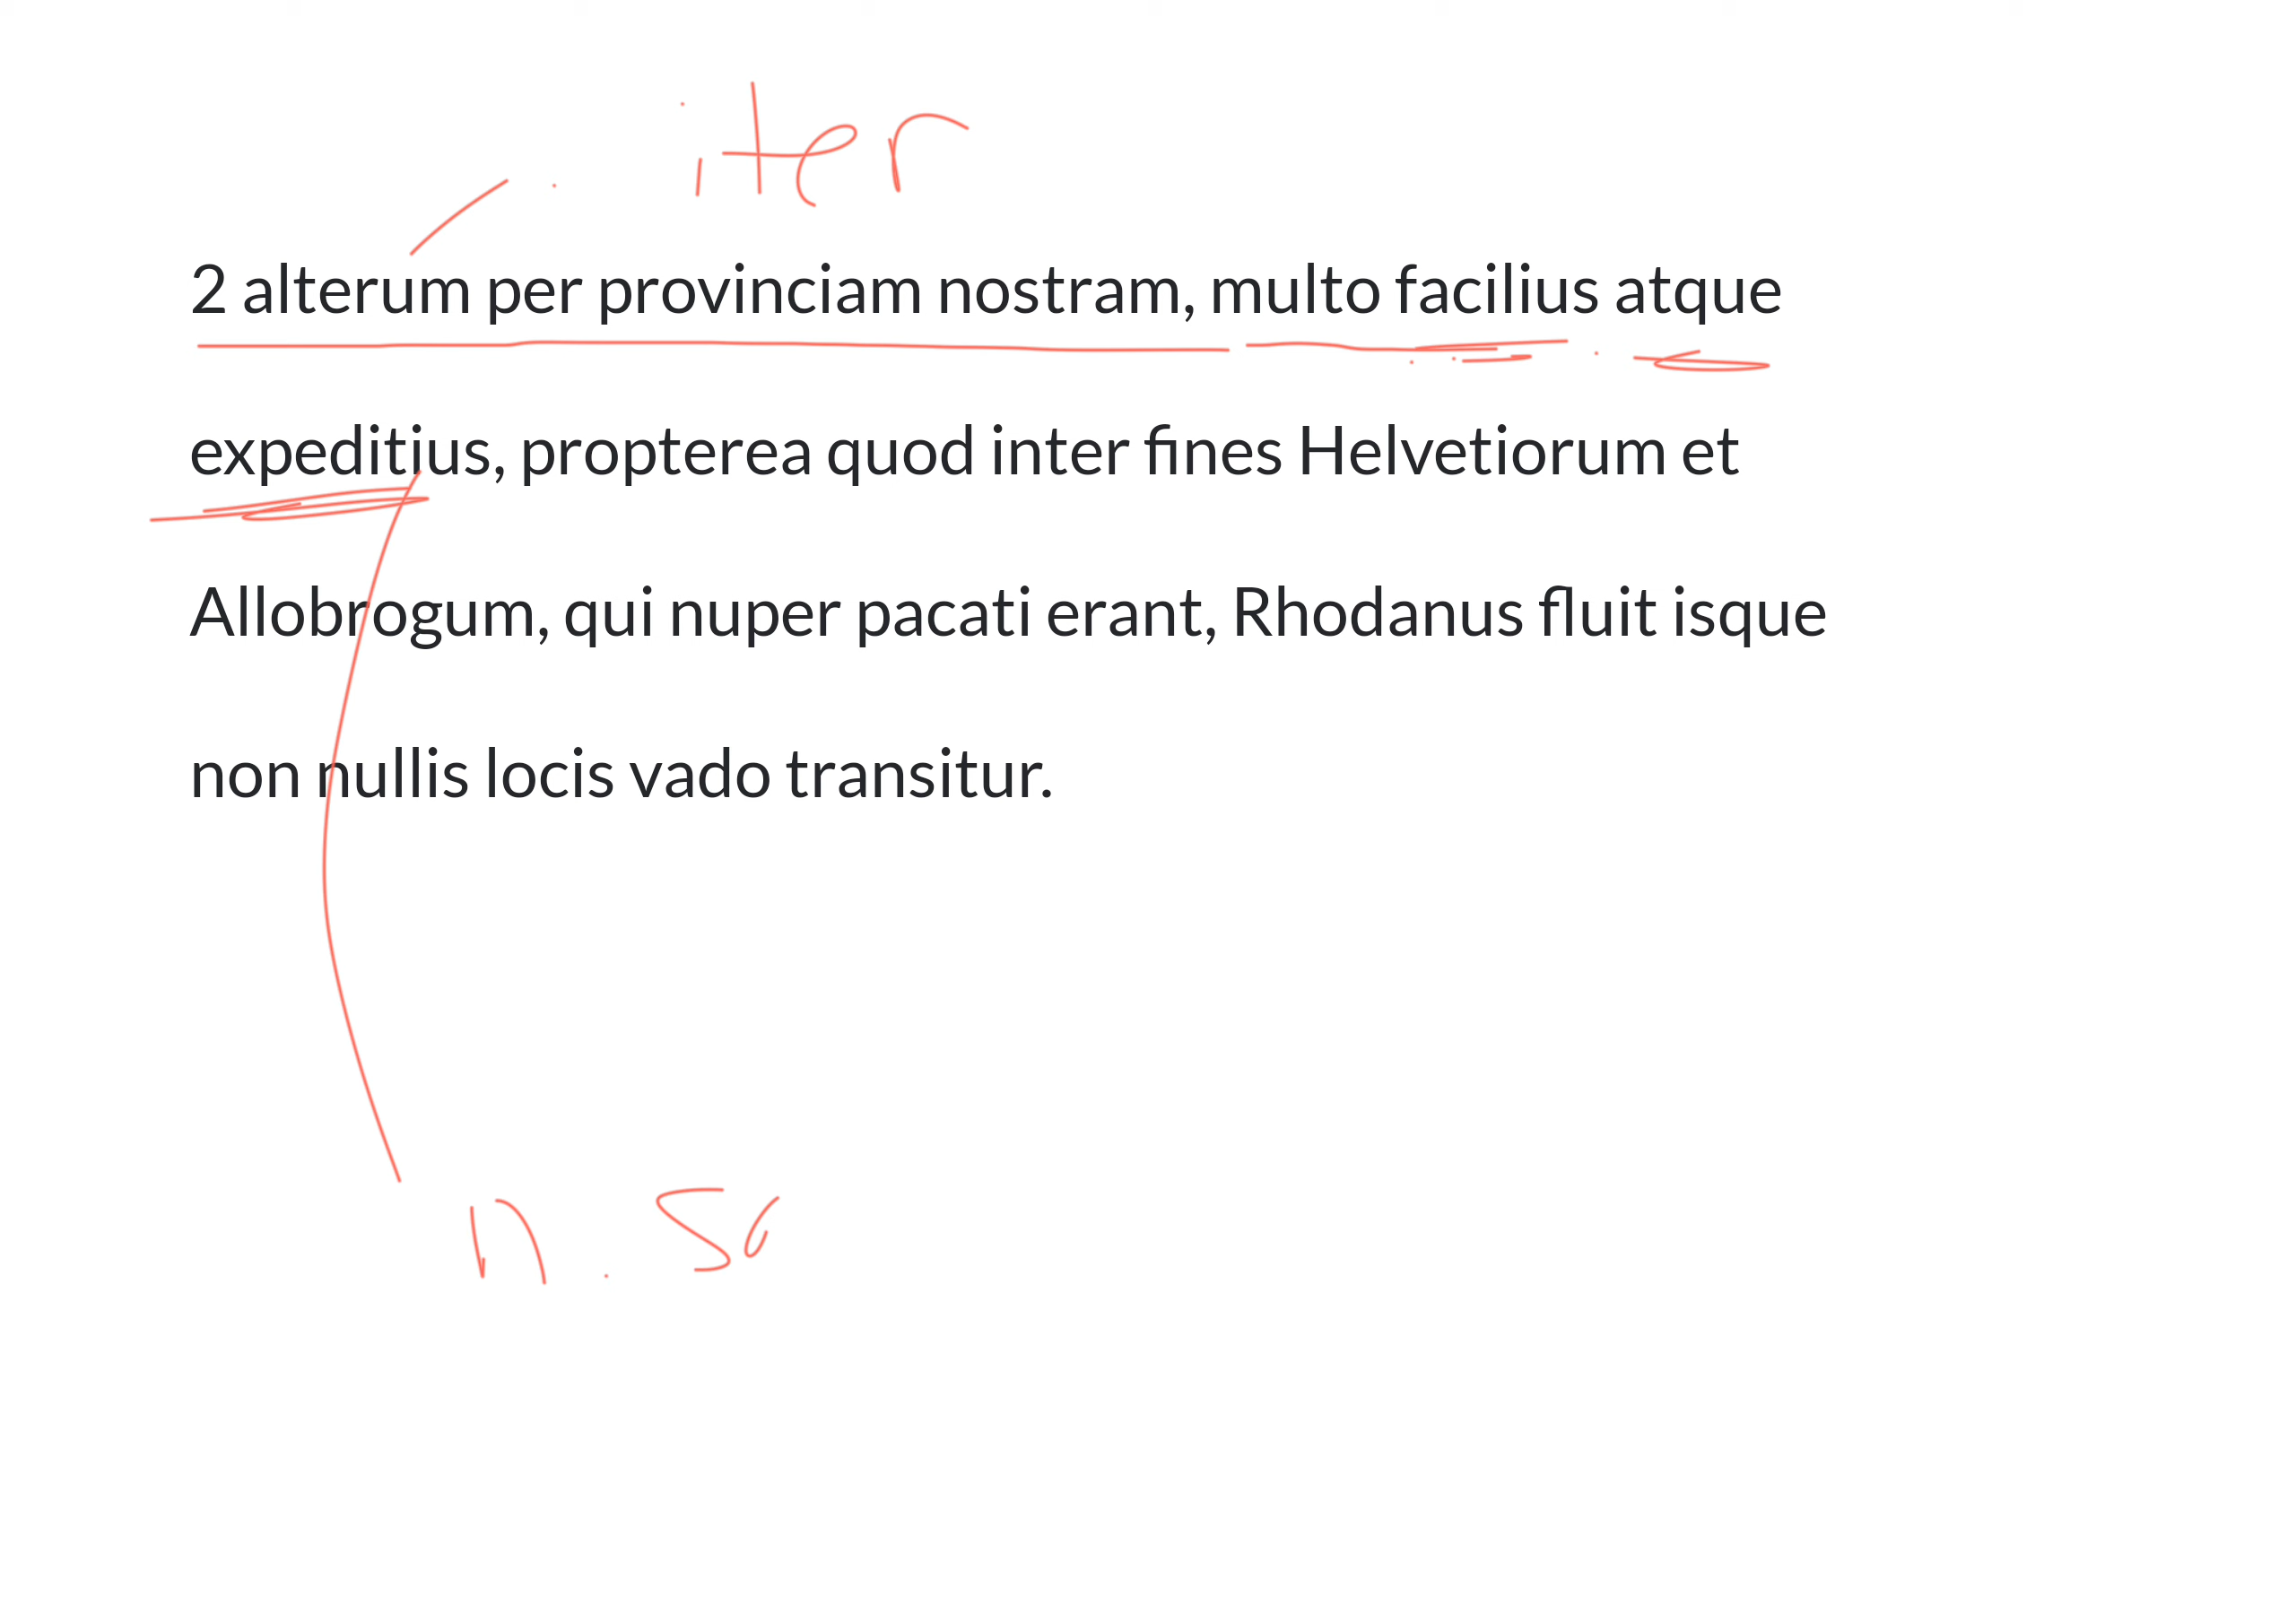 iter
2 alterum per provinciam nostram, multo facilius atque
expeditius, propterea quod inter fines Helvetiorum et
Allobrogum, qui nuper pacati erant, Rhodanus fluit isque
non nullis locis vado transitur.
n.